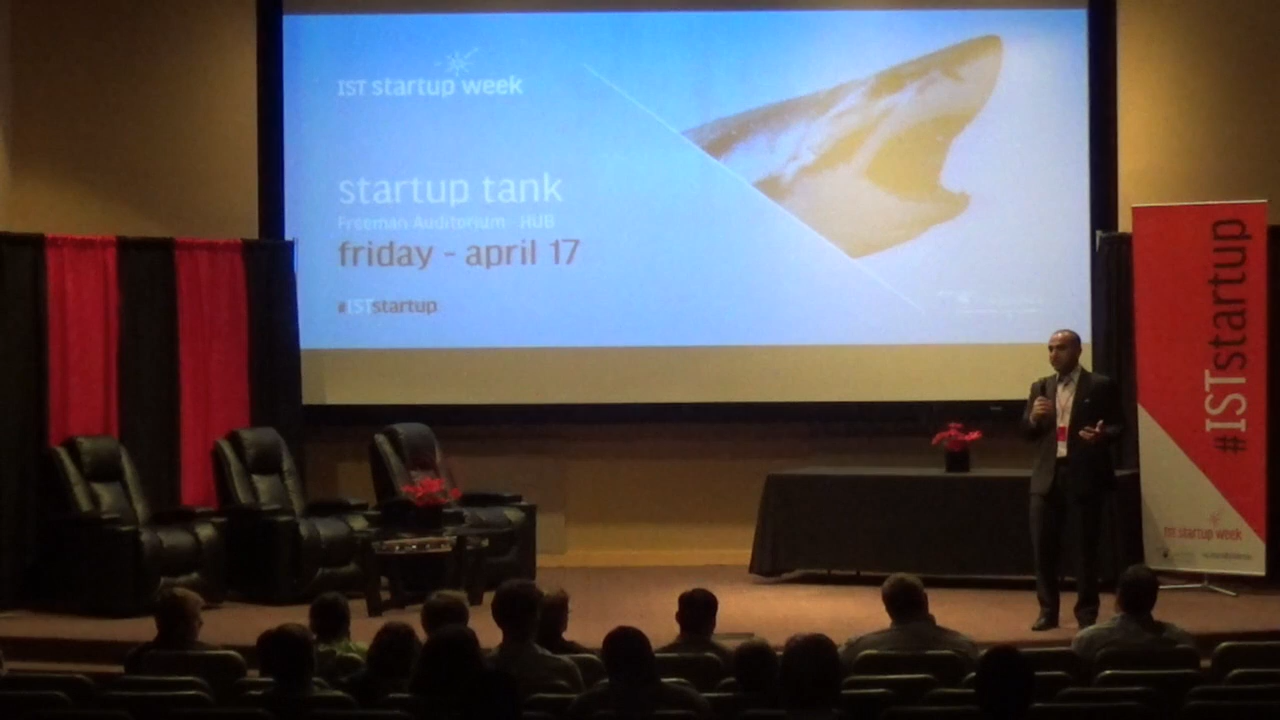 IST startup week
startup tank
Freeman Auditorium - HUB
friday - april 17
#ISTstartup
#ISTstartup
IST startup week